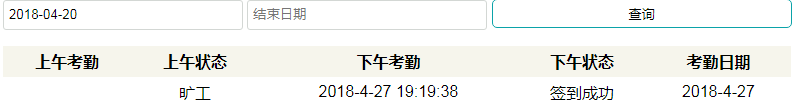 2018-04-20 结束日期 查询
上午考勤 上午状态 下午考勤 下午状态 考勤日期
旷工 2018-4-27 19:19:38 签到成功 2018-4-27